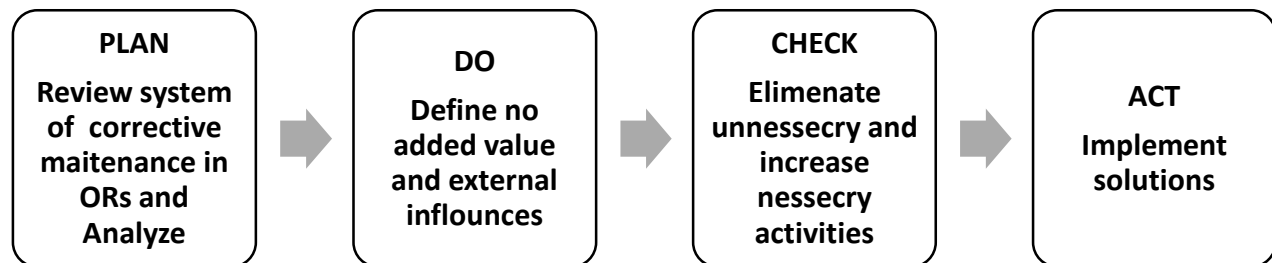 PLAN
Review system
of corrective
maitenance in
ORs and
Analyze
DO
Define no
added value
and external
inflounces
CHECK
Elimenate
unnessecry and
increase
nessecry
activities
ACT
Implement
solutions